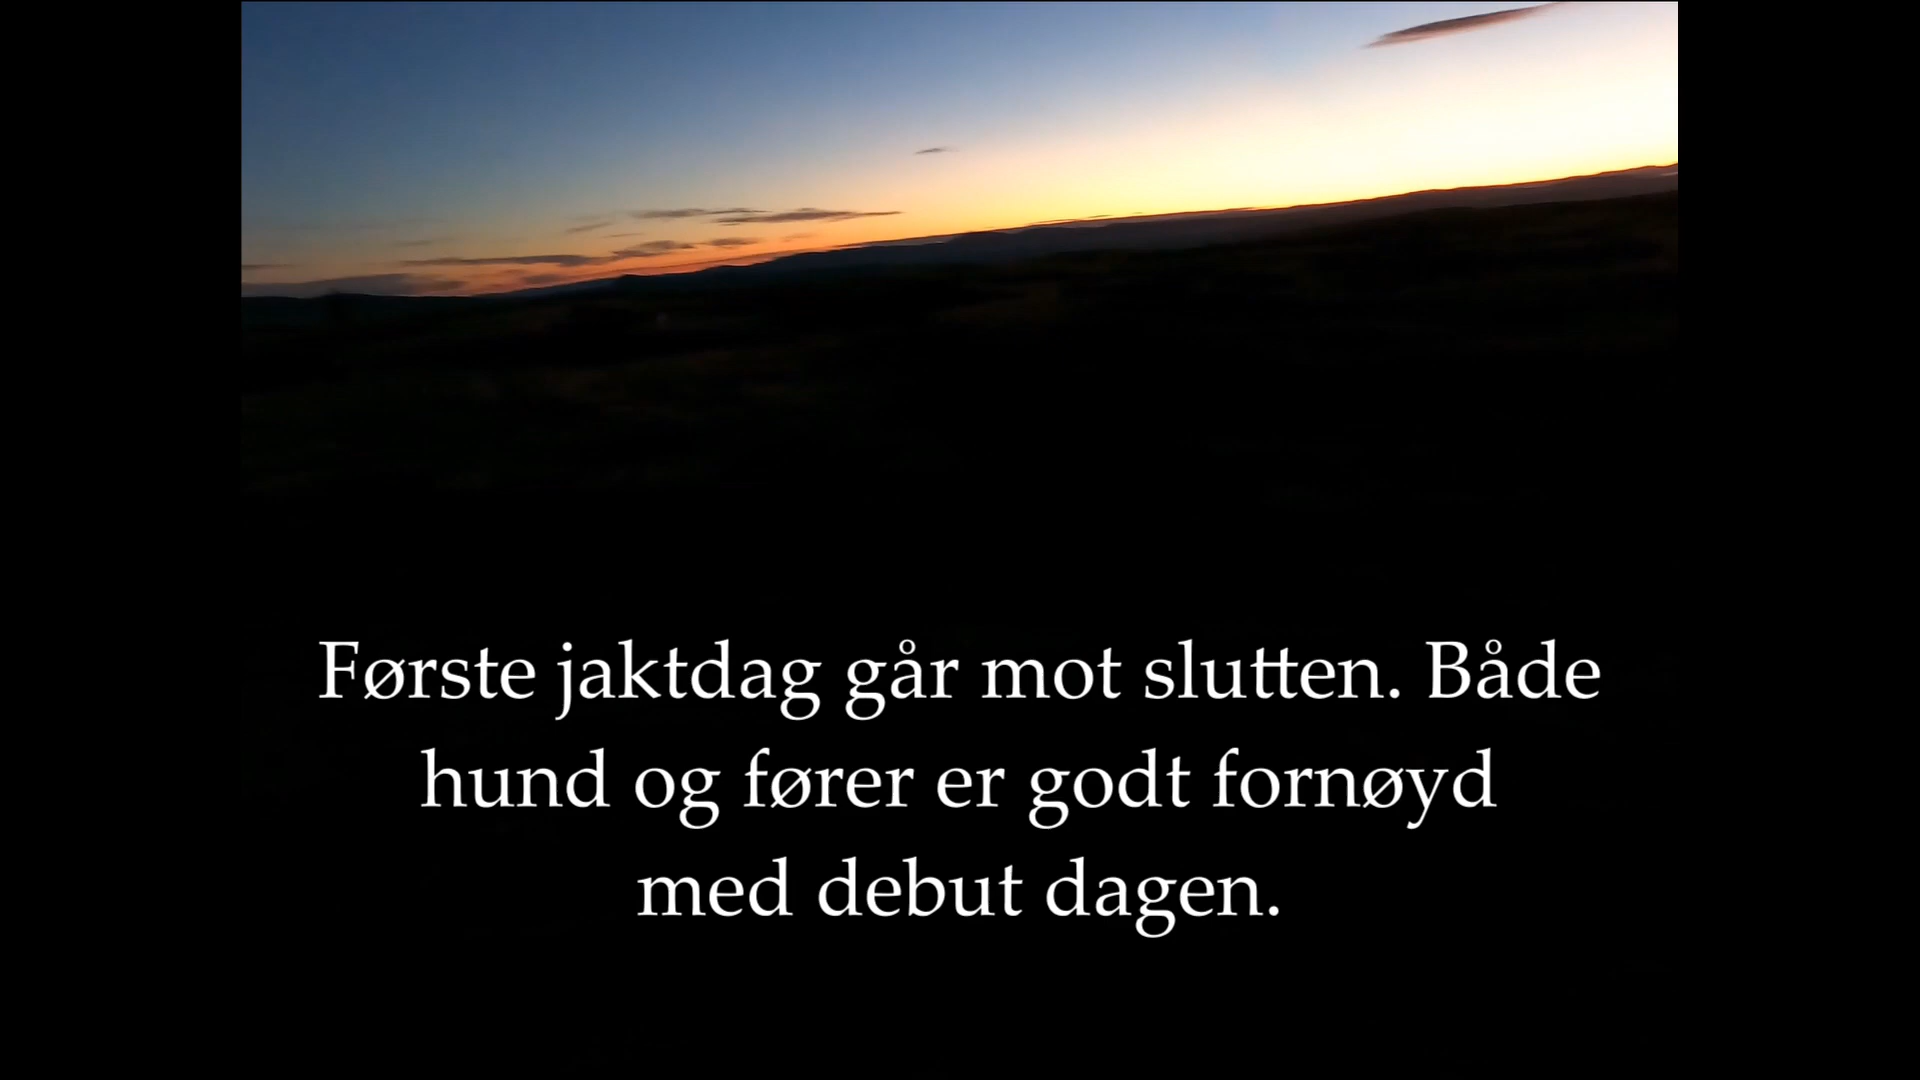 Første jaktdag går mot slutten. Både
hund og fører er godt fornøyd
med debut dagen.